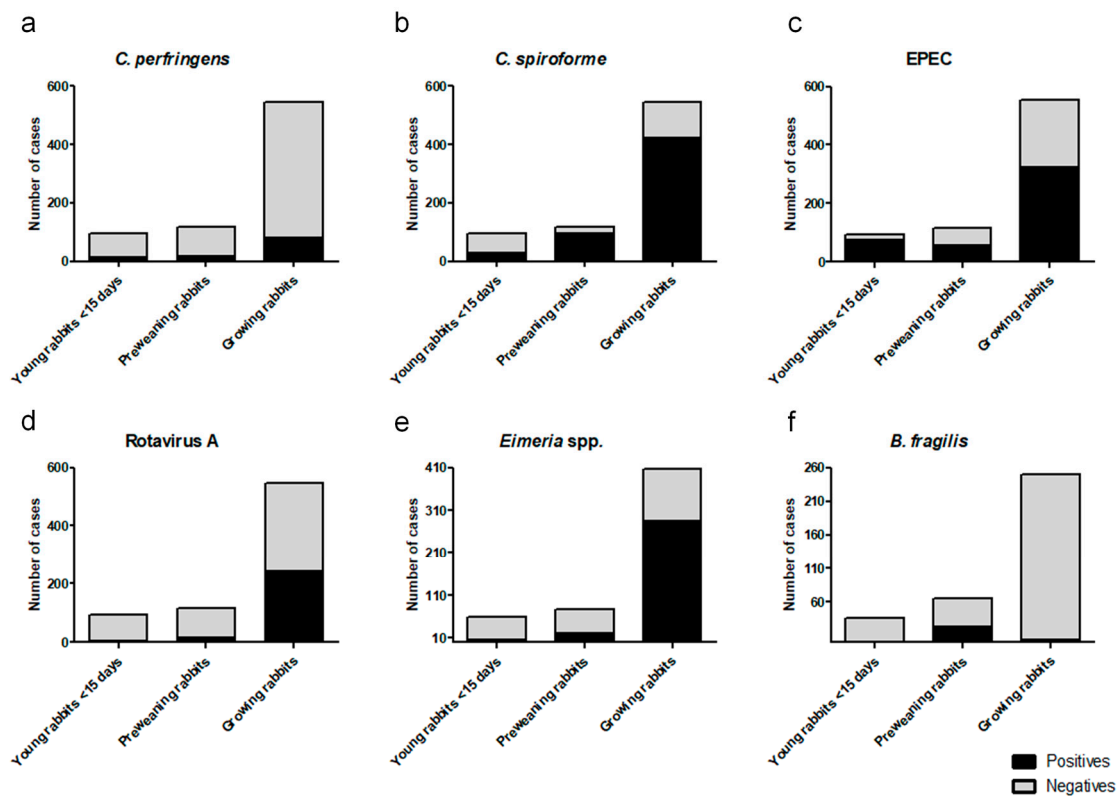 a
C. perfringens
Number of cases
600
400
200
0
Young rabbits <15 days
Preweaning rabbits
Growing rabbits
b
C. spiroforme
Number of cases
600
400
200
0
Young rabbits <15 days
Preweaning rabbits
Growing rabbits
c
EPEC
Number of cases
600
400
200
0
Young rabbits <15 days
Preweaning rabbits
Growing rabbits
d
Rotavirus A
Number of cases
600
400
200
0
Young rabbits <15 days
Preweaning rabbits
Growing rabbits
e
Eimeria spp.
Number of cases
410
310
210
110
10
Young rabbits <15 days
Preweaning rabbits
Growing rabbits
f
B. fragilis
Number of cases
260
210
160
110
60
Young rabbits <15 days
Preweaning rabbits
Growing rabbits
Positives
Negatives